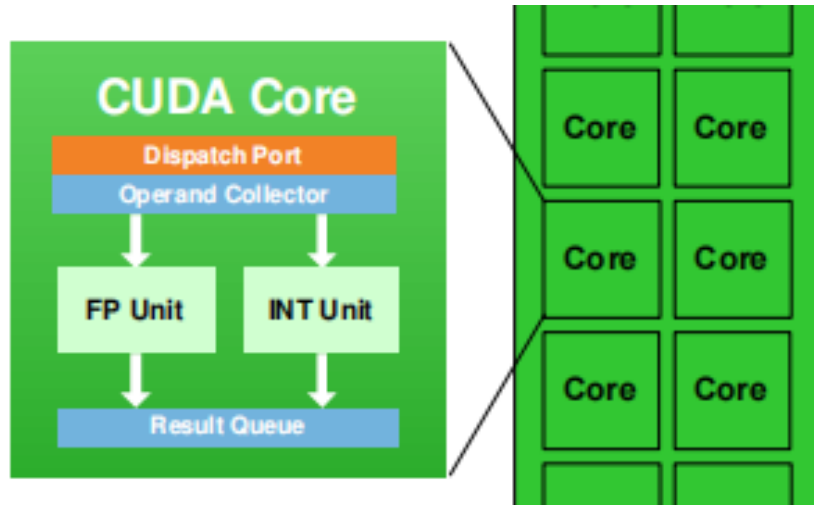 CUDA Core
Dispatch Port
Operand Collector
FP Unit INT Unit
Result Queue
Core Core
Core Core
Core Core